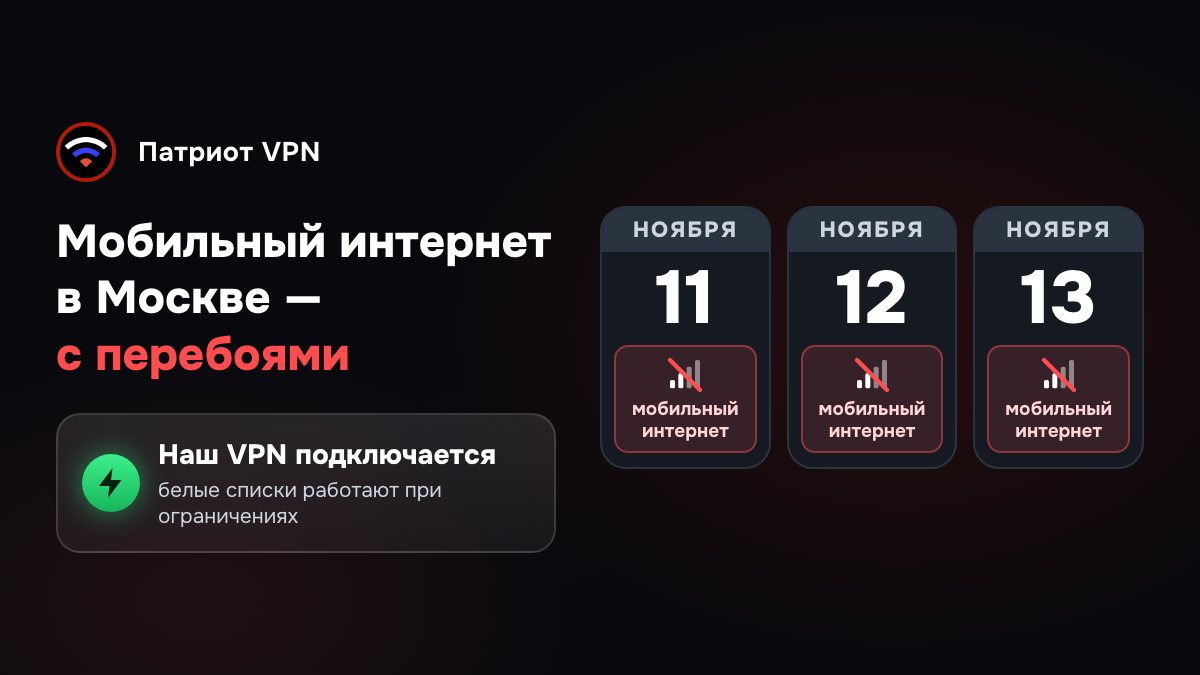 Патриот VPN
Мобильный интернет
в Москве —
с перебоями
Наш VPN подключается
белые списки работают при
ограничениях
НОЯБРЯ
11
мобильный
интернет
НОЯБРЯ
12
мобильный
интернет
НОЯБРЯ
13
мобильный
интернет